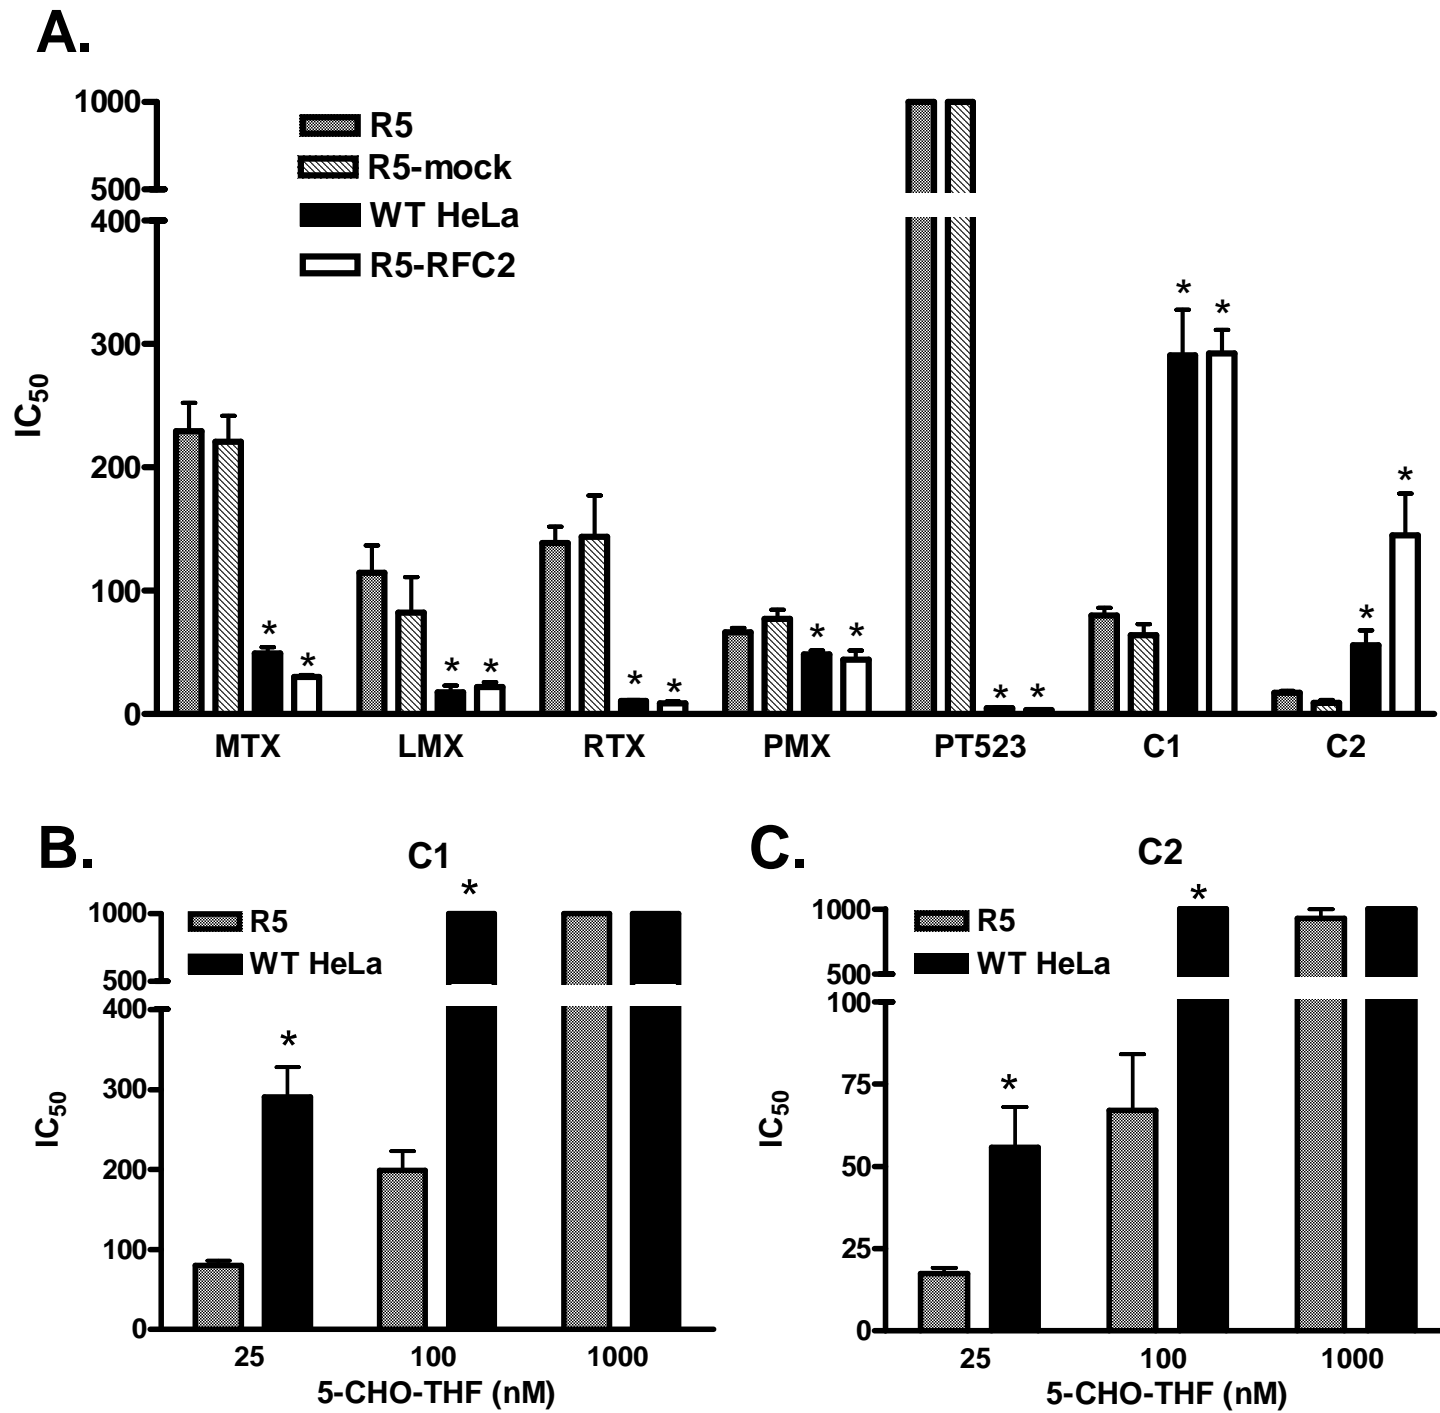 A.
1000
500
400
300
200
100
0
IC50
R5
R5-mock
WT HeLa
R5-RFC2
* * * * * * * * * * * * * *
MTX LMX RTX PMX PT523 C1 C2
B.
C1
1000
500
400
300
200
100
0
IC50
R5
WT HeLa
* *
25 100 1000
5-CHO-THF (nM)
C.
C2
1000
500
100
75
50
25
0
IC50
R5
WT HeLa
* *
25 100 1000
5-CHO-THF (nM)